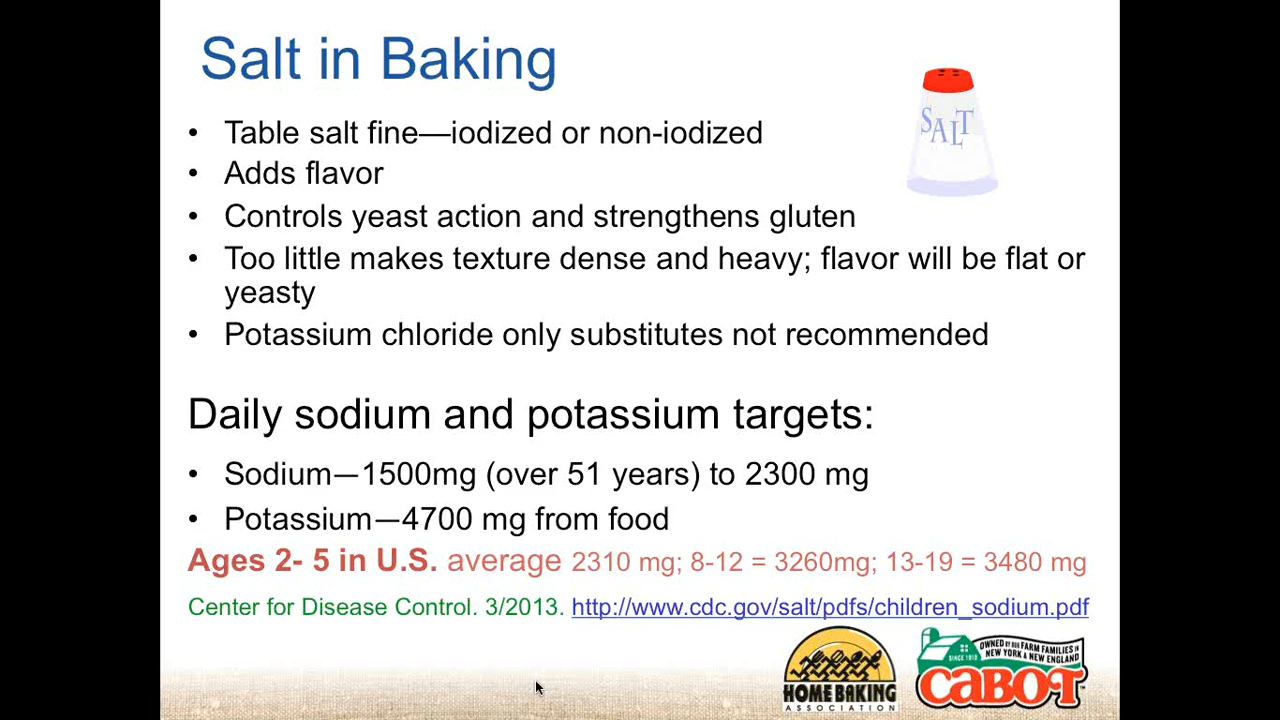 Salt in Baking
SALT
• Table salt fine—iodized or non-iodized
• Adds flavor
• Controls yeast action and strengthens gluten
• Too little makes texture dense and heavy; flavor will be flat or
yeasty
• Potassium chloride only substitutes not recommended
Daily sodium and potassium targets:
• Sodium—1500mg (over 51 years) to 2300 mg
• Potassium—4700 mg from food
Ages 2- 5 in U.S. average 2310 mg; 8-12 = 3260mg; 13-19 = 3480 mg
Center for Disease Control. 3/2013. http://www.cdc.gov/salt/pdfs/children_sodium.pdf
HOME BAKING
ASSOCIATION
SINCE 1919
OWNED BY OUR FARM FAMILIES IN
NEW YORK & NEW ENGLAND
CABOT